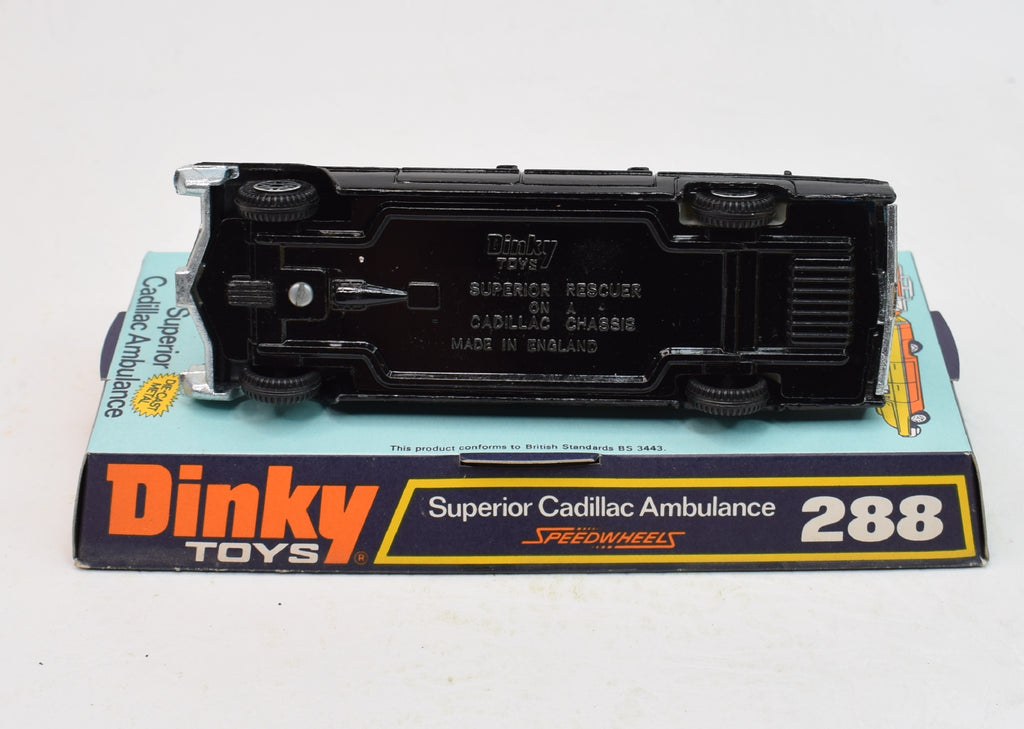 Dinky
TOYS
SUPERIOR RESCUER
ON A
CADILLAC CHASSIS
MADE IN ENGLAND
Superior
Cadillac Ambulance
DIE-CAST
METAL
This product conforms to British Standards BS 3443.
Dinky
TOYS®
Superior Cadillac Ambulance
SPEEDWHEELS
288